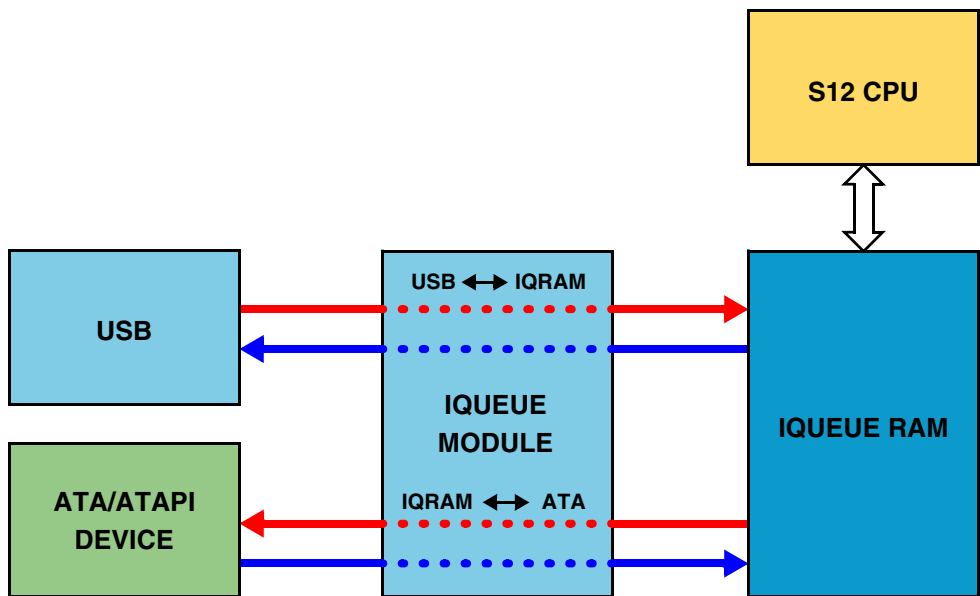 S12 CPU
USB IQRAM
USB
IQUEUE
MODULE
IQUEUE RAM
ATA/ATAPI
DEVICE
IQRAM ATA